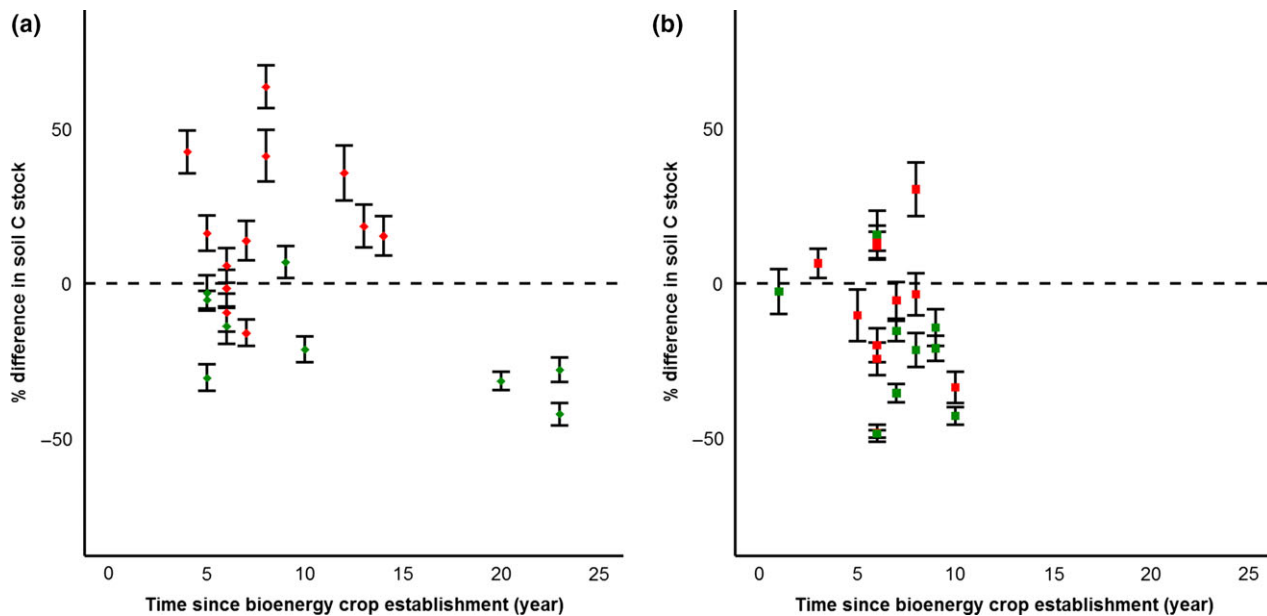 (a)
% difference in soil C stock
50
0
–50
0 5 10 15 20 25
Time since bioenergy crop establishment (year)
(b)
% difference in soil C stock
50
0
–50
0 5 10 15 20 25
Time since bioenergy crop establishment (year)